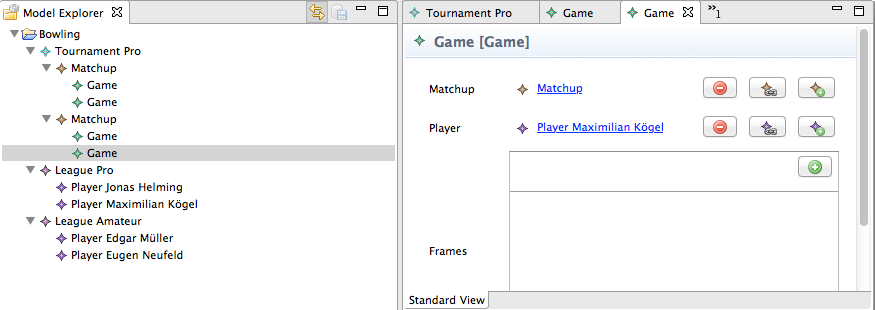 Model Explorer
Bowling
Tournament Pro
Matchup
Game
Game
Matchup
Game
Game
League Pro
Player Jonas Helming
Player Maximilian Kögel
League Amateur
Player Edgar Müller
Player Eugen Neufeld
Tournament Pro Game Game »1
Game [Game]
Matchup Matchup
Player Player Maximilian Kögel
Frames
Standard View